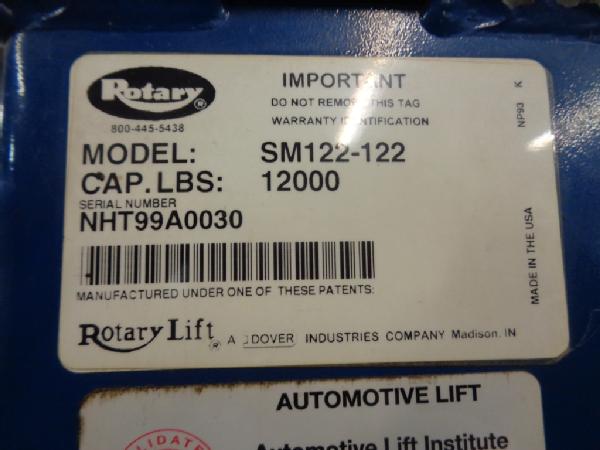 Rotary®
800-445-5438
IMPORTANT
DO NOT REMOVE THIS TAG
WARRANTY IDENTIFICATION
MODEL: SM122-122
CAP.LBS: 12000
SERIAL NUMBER
NHT99A0030
MANUFACTURED UNDER ONE OF THESE PATENTS:
Rotary Lift® A DOVER INDUSTRIES COMPANY Madison, IN
NP93 K
MADE IN THE USA
AUTOMOTIVE LIFT
Automotive Lift Institute